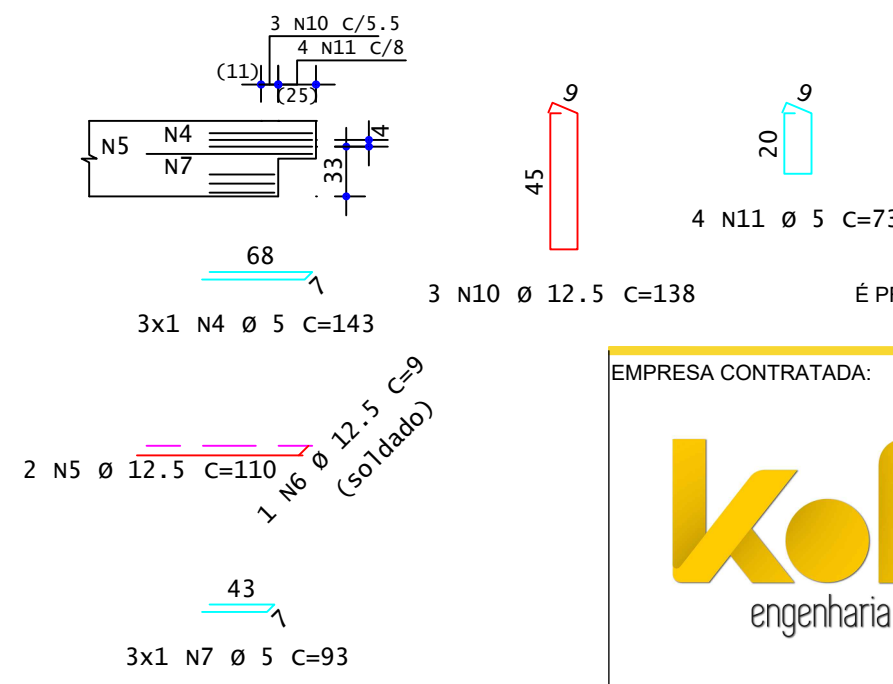 3 N10 C/5.5
4 N11 C/8
(11)
(25)
N5
N4
N7
4
33
68
7
3x1 N4 Ø 5 C=143
9
45
3 N10 Ø 12.5 C=138
9
20
4 N11 Ø 5 C=73
É
EMPRESA CONTRATADA:
2 N5 Ø 12.5 C=110
1 N6 Ø 12.5 C=9
(soldado)
43
7
3x1 N7 Ø 5 C=93
engenharia